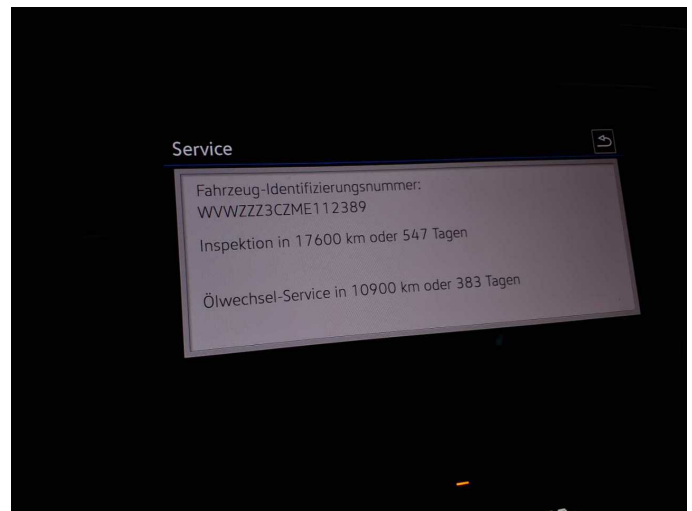 Service
Fahrzeug-Identifizierungsnummer:
WVWZZZ3CZME112389
Inspektion in 17600 km oder 547 Tagen
Ölwechsel-Service in 10900 km oder 383 Tagen